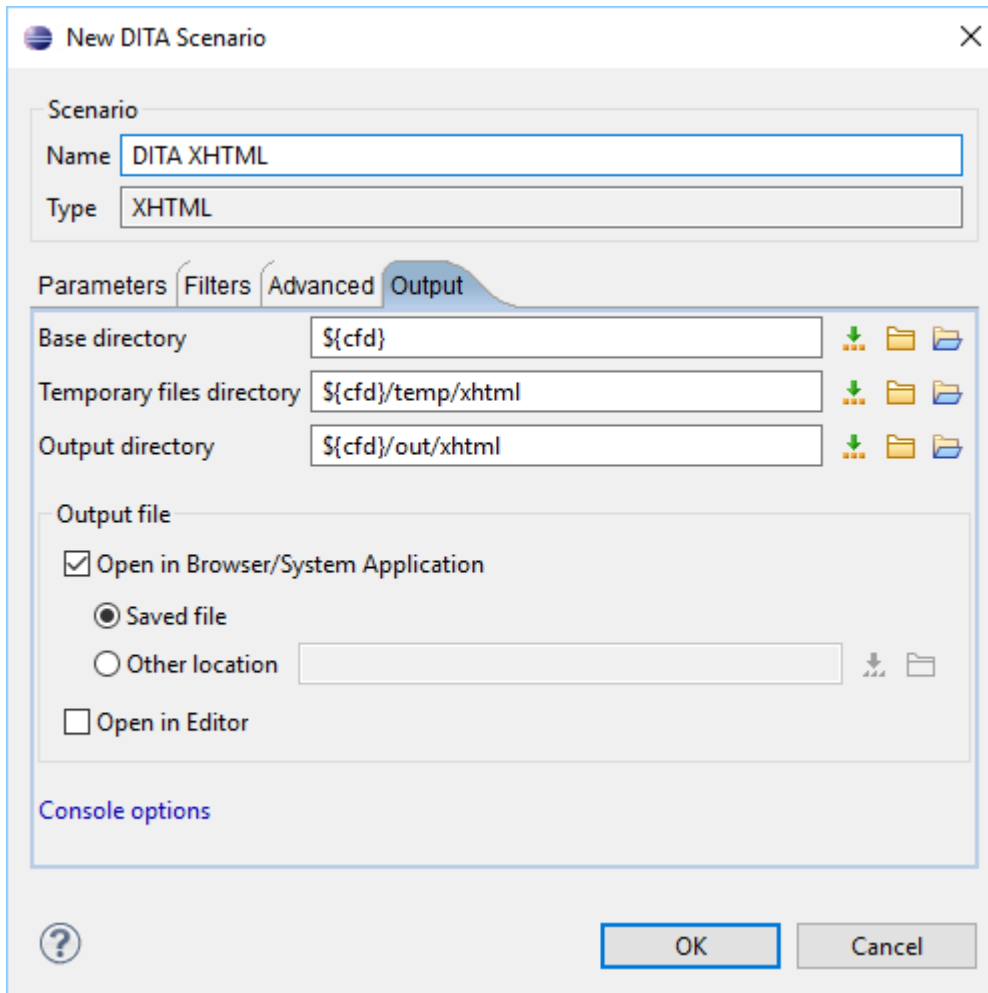 New DITA Scenario
Scenario
Name DITA XHTML
Type XHTML
Parameters Filters Advanced Output
Base directory ${cfd}
Temporary files directory ${cfd}/temp/xhtml
Output directory ${cfd}/out/xhtml
Output file
Open in Browser/System Application
Saved file
Other location
Open in Editor
Console options
? OK Cancel